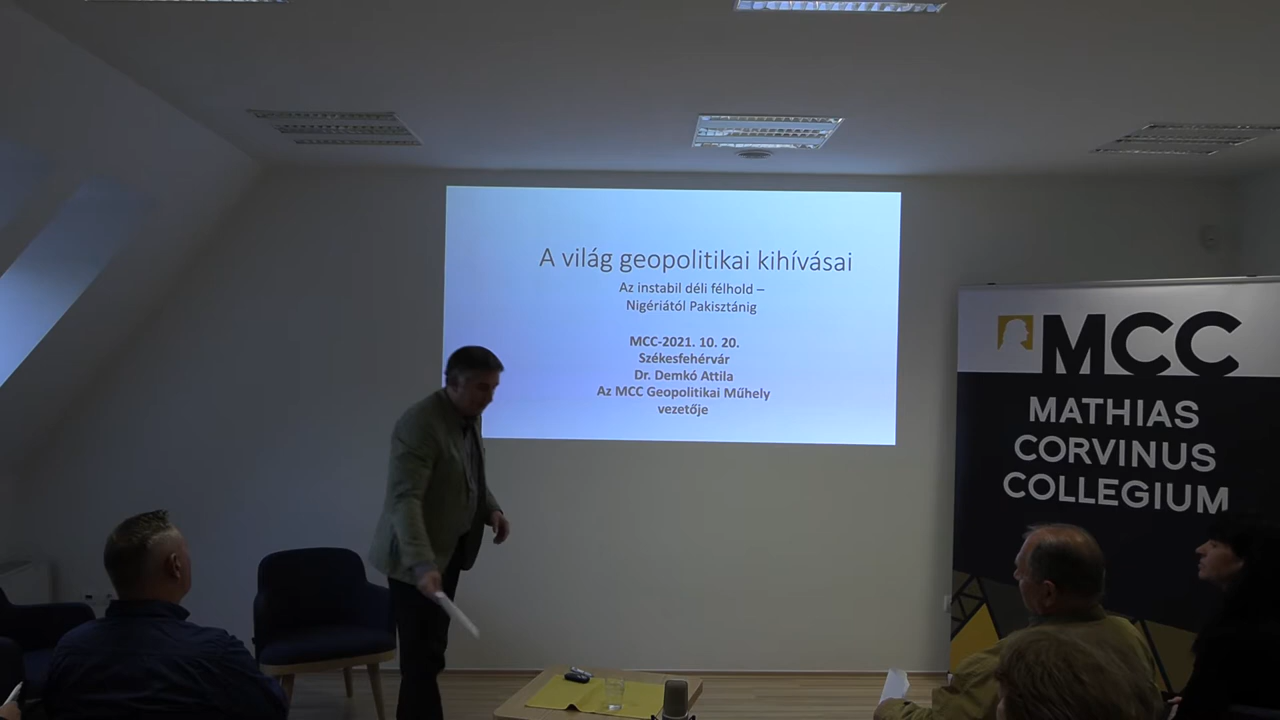 A világ geopolitikai kihívásai
Az instabil déli félhold –
Nigériától Pakisztánig
MCC-2021. 10. 20.
Székesfehérvár
Dr. Demkó Attila
Az MCC Geopolitikai Műhely
vezetője
MCC
MATHIAS
CORVINUS
COLLEGIUM